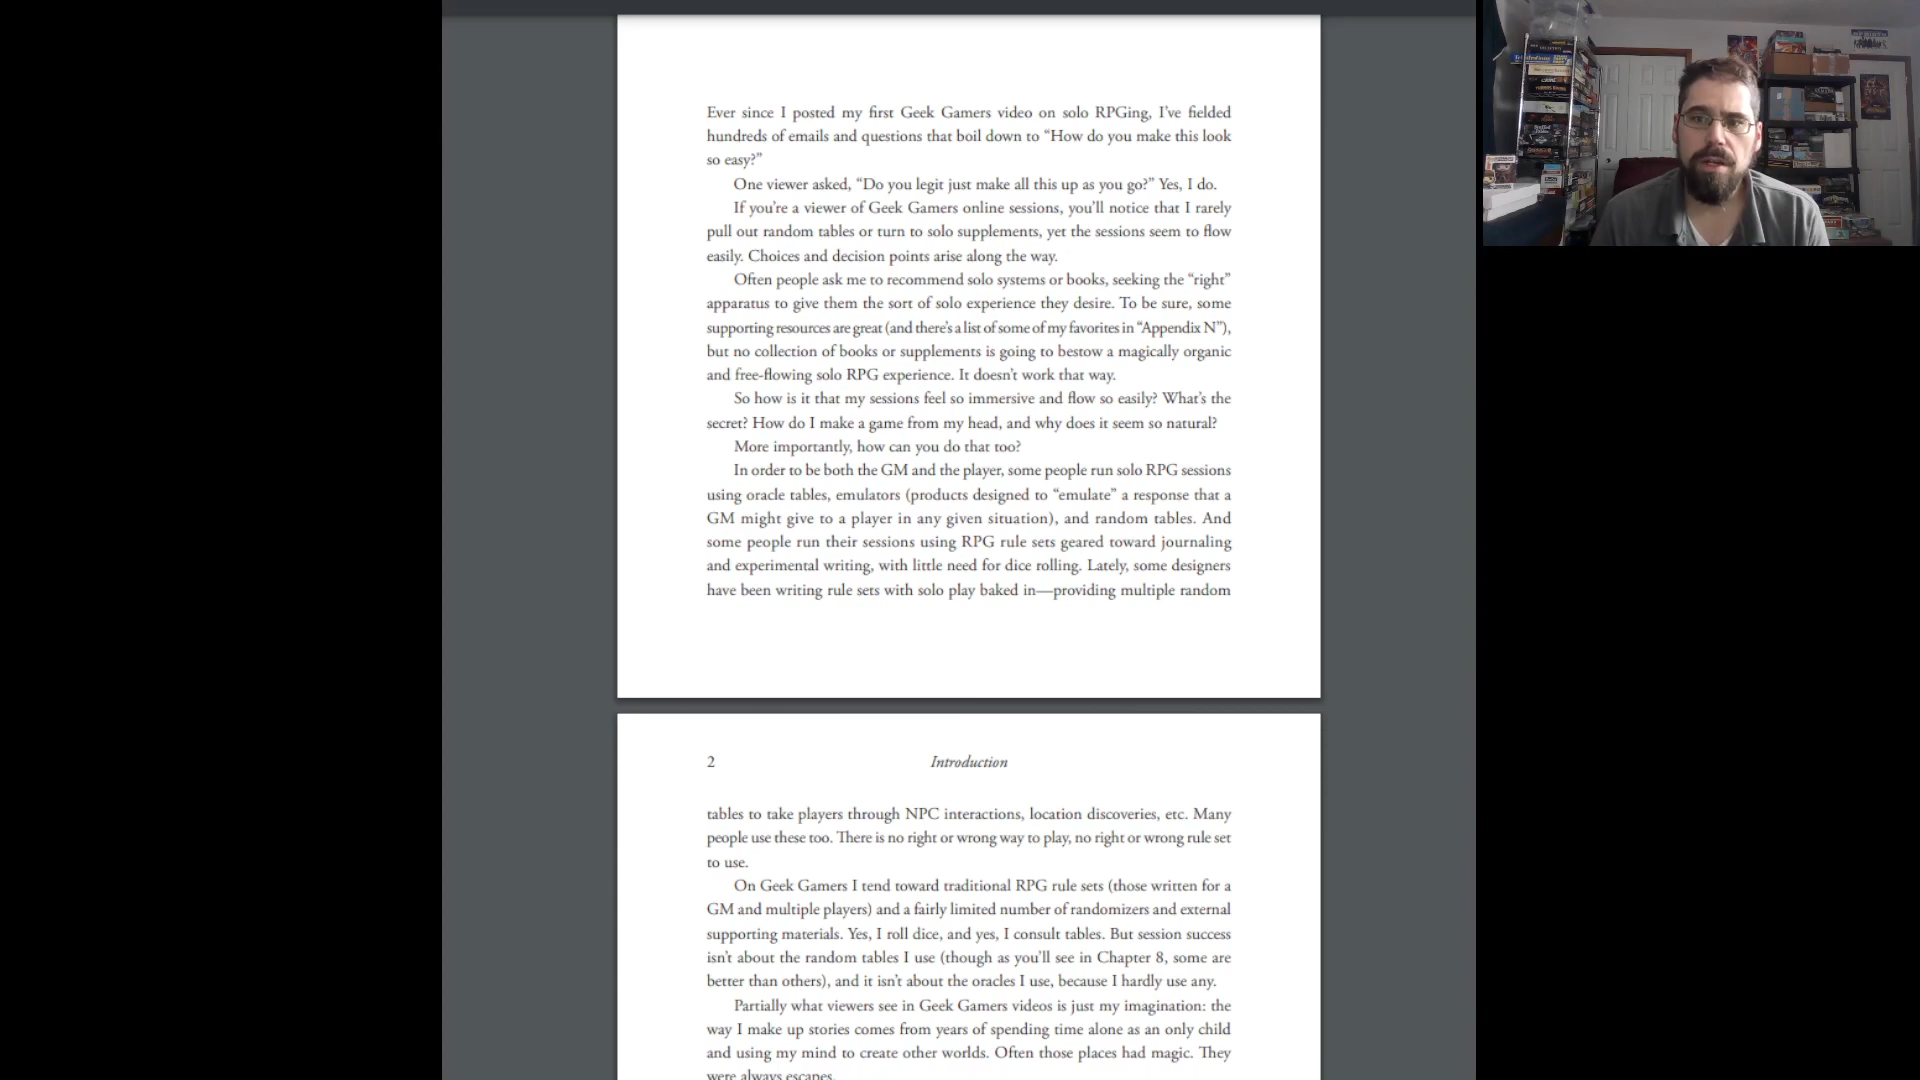 Ever since I posted my first Geek Gamers video on solo RPGing, I’ve fielded
hundreds of emails and questions that boil down to “How do you make this look
so easy?”
One viewer asked, “Do you legit just make all this up as you go?” Yes, I do.
If you’re a viewer of Geek Gamers online sessions, you’ll notice that I rarely
pull out random tables or turn to solo supplements, yet the sessions seem to flow
easily. Choices and decision points arise along the way.
Often people ask me to recommend solo systems or books, seeking the “right”
apparatus to give them the sort of solo experience they desire. To be sure, some
supporting resources are great (and there’s a list of some of my favorites in “Appendix N”),
but no collection of books or supplements is going to bestow a magically organic
and free-flowing solo RPG experience. It doesn’t work that way.
So how is it that my sessions feel so immersive and flow so easily? What’s the
secret? How do I make a game from my head, and why does it seem so natural?
More importantly, how can you do that too?
In order to be both the GM and the player, some people run solo RPG sessions
using oracle tables, emulators (products designed to “emulate” a response that a
GM might give to a player in any given situation), and random tables. And
some people run their sessions using RPG rule sets geared toward journaling
and experimental writing, with little need for dice rolling. Lately, some designers
have been writing rule sets with solo play baked in—providing multiple random
2 Introduction
tables to take players through NPC interactions, location discoveries, etc. Many
people use these too. There is no right or wrong way to play, no right or wrong rule set
to use.
On Geek Gamers I tend toward traditional RPG rule sets (those written for a
GM and multiple players) and a fairly limited number of randomizers and external
supporting materials. Yes, I roll dice, and yes, I consult tables. But session success
isn’t about the random tables I use (though as you’ll see in Chapter 8, some are
better than others), and it isn’t about the oracles I use, because I hardly use any.
Partially what viewers see in Geek Gamers videos is just my imagination: the
way I make up stories comes from years of spending time alone as an only child
and using my mind to create other worlds. Often those places had magic. They
were always escapes.